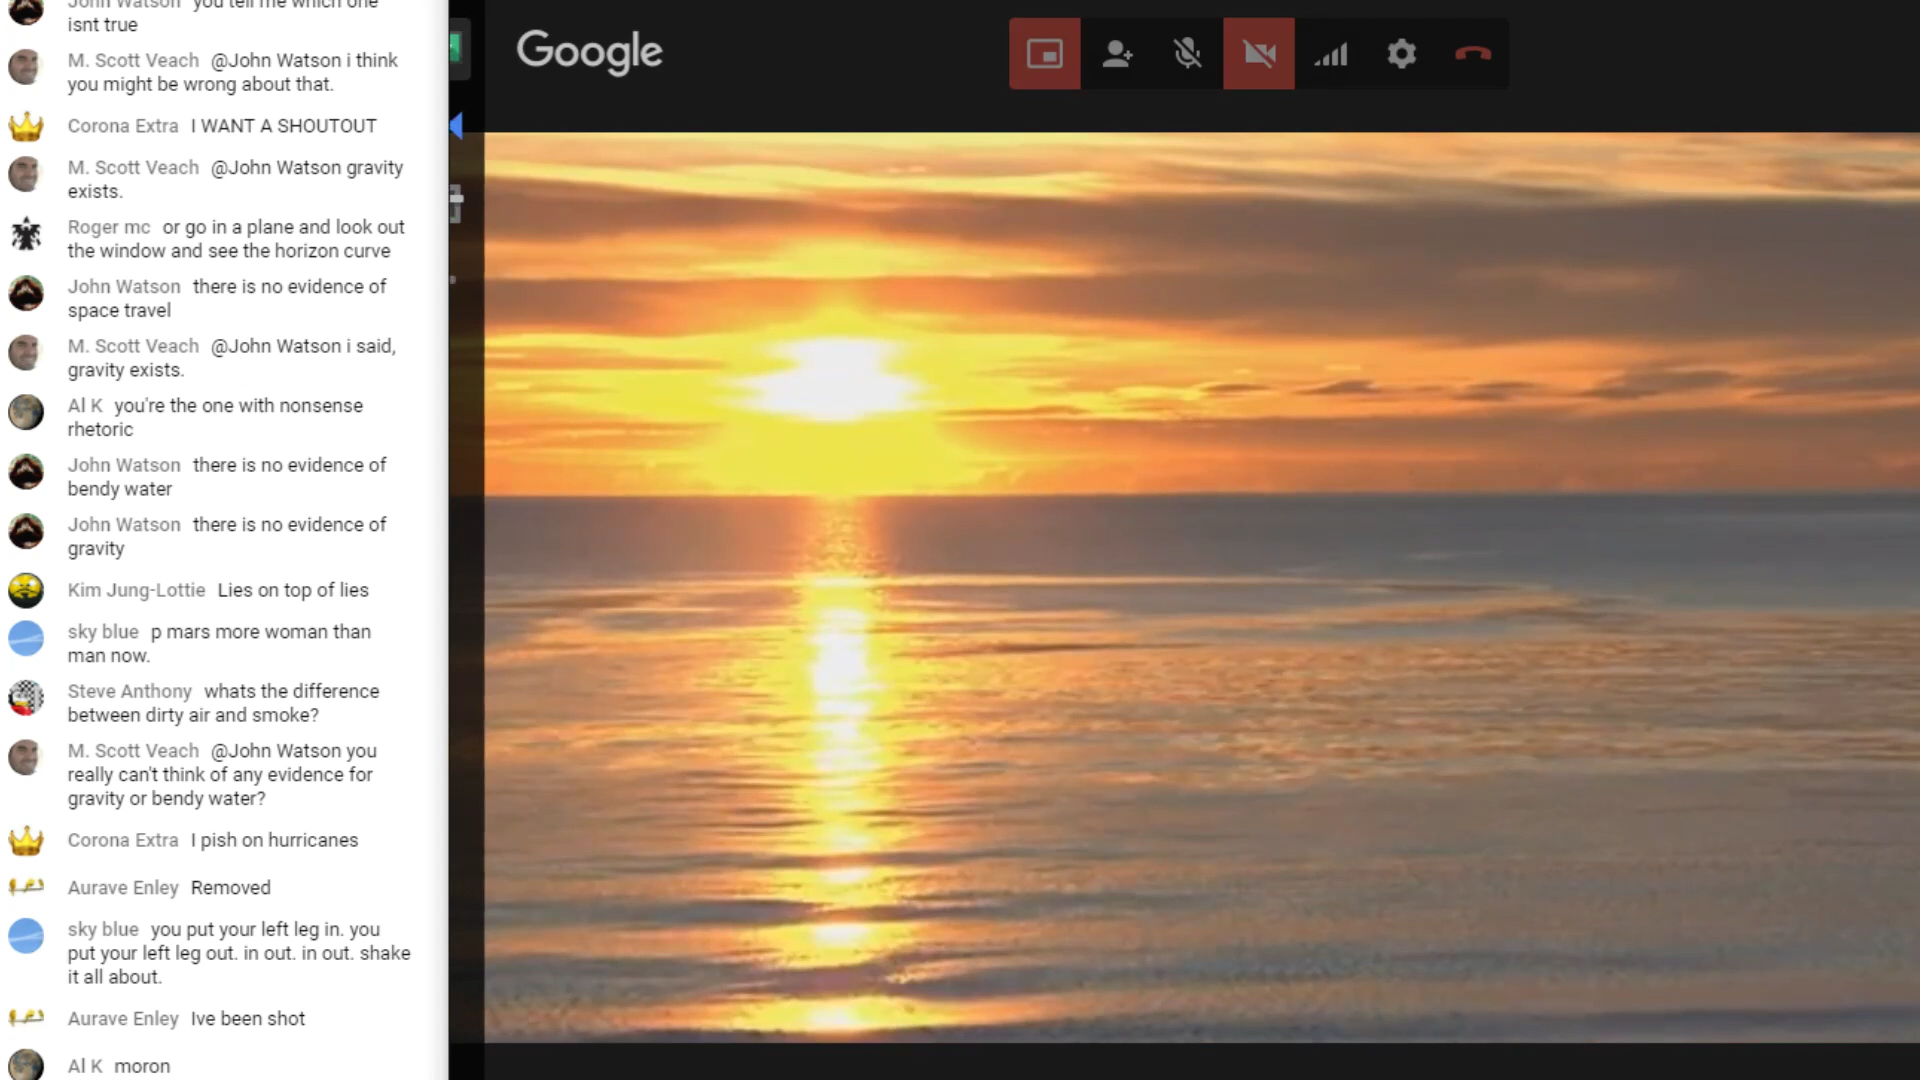 John Watson you tell me which one
isnt true
M. Scott Veach @John Watson i think
you might be wrong about that.
Corona Extra I WANT A SHOUTOUT
M. Scott Veach @John Watson gravity
exists.
Roger mc or go in a plane and look out
the window and see the horizon curve
John Watson there is no evidence of
space travel
M. Scott Veach @John Watson i said,
gravity exists.
Al K you're the one with nonsense
rhetoric
John Watson there is no evidence of
bendy water
John Watson there is no evidence of
gravity
Kim Jung-Lottie Lies on top of lies
sky blue p mars more woman than
man now.
Steve Anthony whats the difference
between dirty air and smoke?
M. Scott Veach @John Watson you
really can't think of any evidence for
gravity or bendy water?
Corona Extra I pish on hurricanes
Aurave Enley Removed
sky blue you put your left leg in. you
put your left leg out. in out. in out. shake
it all about.
Aurave Enley Ive been shot
Al K moron
Google